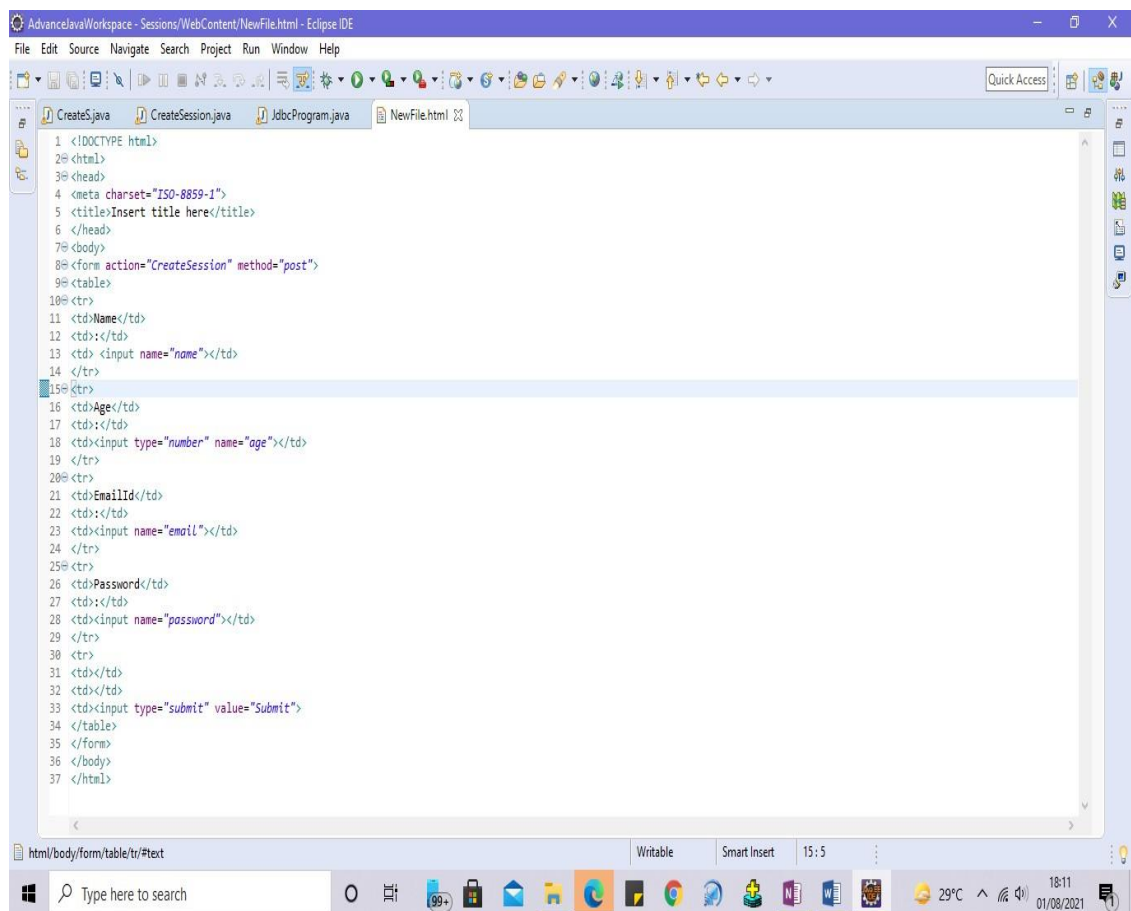 AdvanceJavaWorkspace - Sessions/WebContent/NewFile.html - Eclipse IDE
File Edit Source Navigate Search Project Run Window Help
Quick Access
CreateS.java CreateSession.java JdbcProgram.java NewFile.html
1 <!DOCTYPE html>
2 <html>
3 <head>
4 <meta charset="ISO-8859-1">
5 <title>Insert title here</title>
6 </head>
7 <body>
8 <form action="CreateSession" method="post">
9 <table>
10 <tr>
11 <td>Name</td>
12 <td>:</td>
13 <td> <input name="name"></td>
14 </tr>
15 <tr>
16 <td>Age</td>
17 <td>:</td>
18 <td><input type="number" name="age"></td>
19 </tr>
20 <tr>
21 <td>EmailId</td>
22 <td>:</td>
23 <td><input name="email"></td>
24 </tr>
25 <tr>
26 <td>Password</td>
27 <td>:</td>
28 <td><input name="password"></td>
29 </tr>
30 <tr>
31 <td></td>
32 <td></td>
33 <td><input type="submit" value="Submit">
34 </table>
35 </form>
36 </body>
37 </html>
html/body/form/table/tr/#text Writable Smart Insert 15 : 5
Type here to search 99+ 29°C 18:11
01/08/2021 1